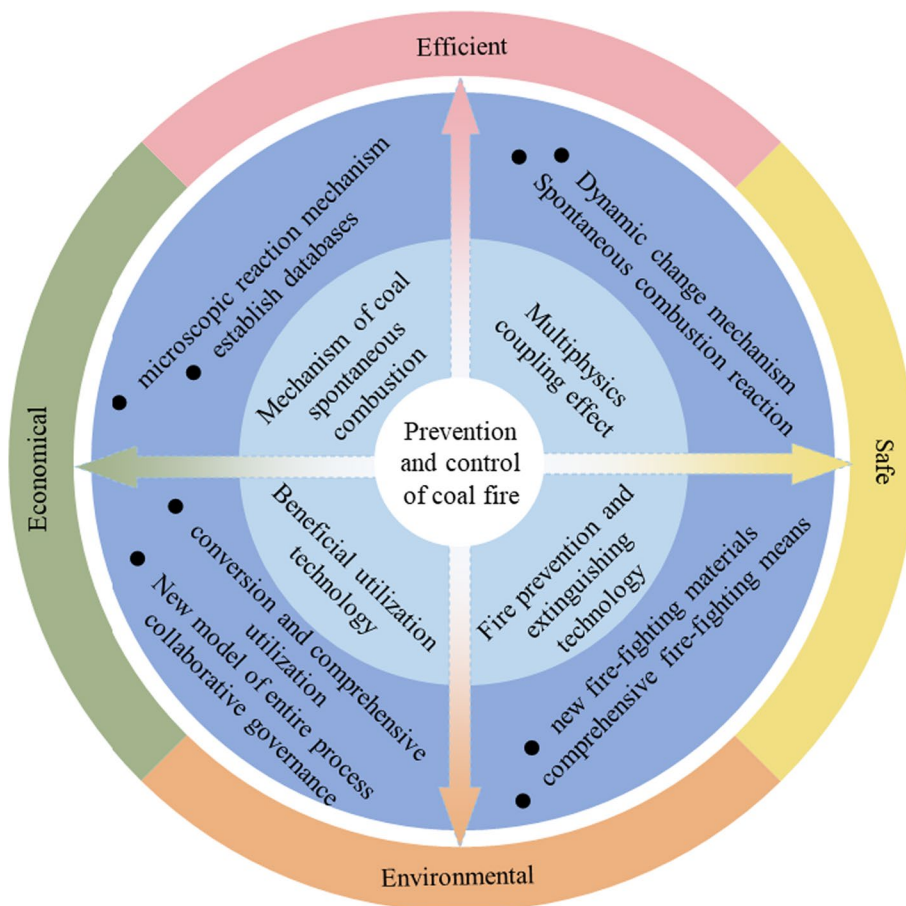 Efficient
microscopic reaction mechanism
establish databases
Mechanism of coal
spontaneous
combustion
Dynamic change mechanism
Spontaneous combustion reaction
Multiphysics
coupling effect
Economical
Prevention
and control
of coal fire
Safe
Beneficial utilization
technology
conversion and comprehensive
utilization
New model of entire process
collaborative governance
Fire prevention and
extinguishing
technology
new fire-fighting materials
comprehensive fire-fighting means
Environmental